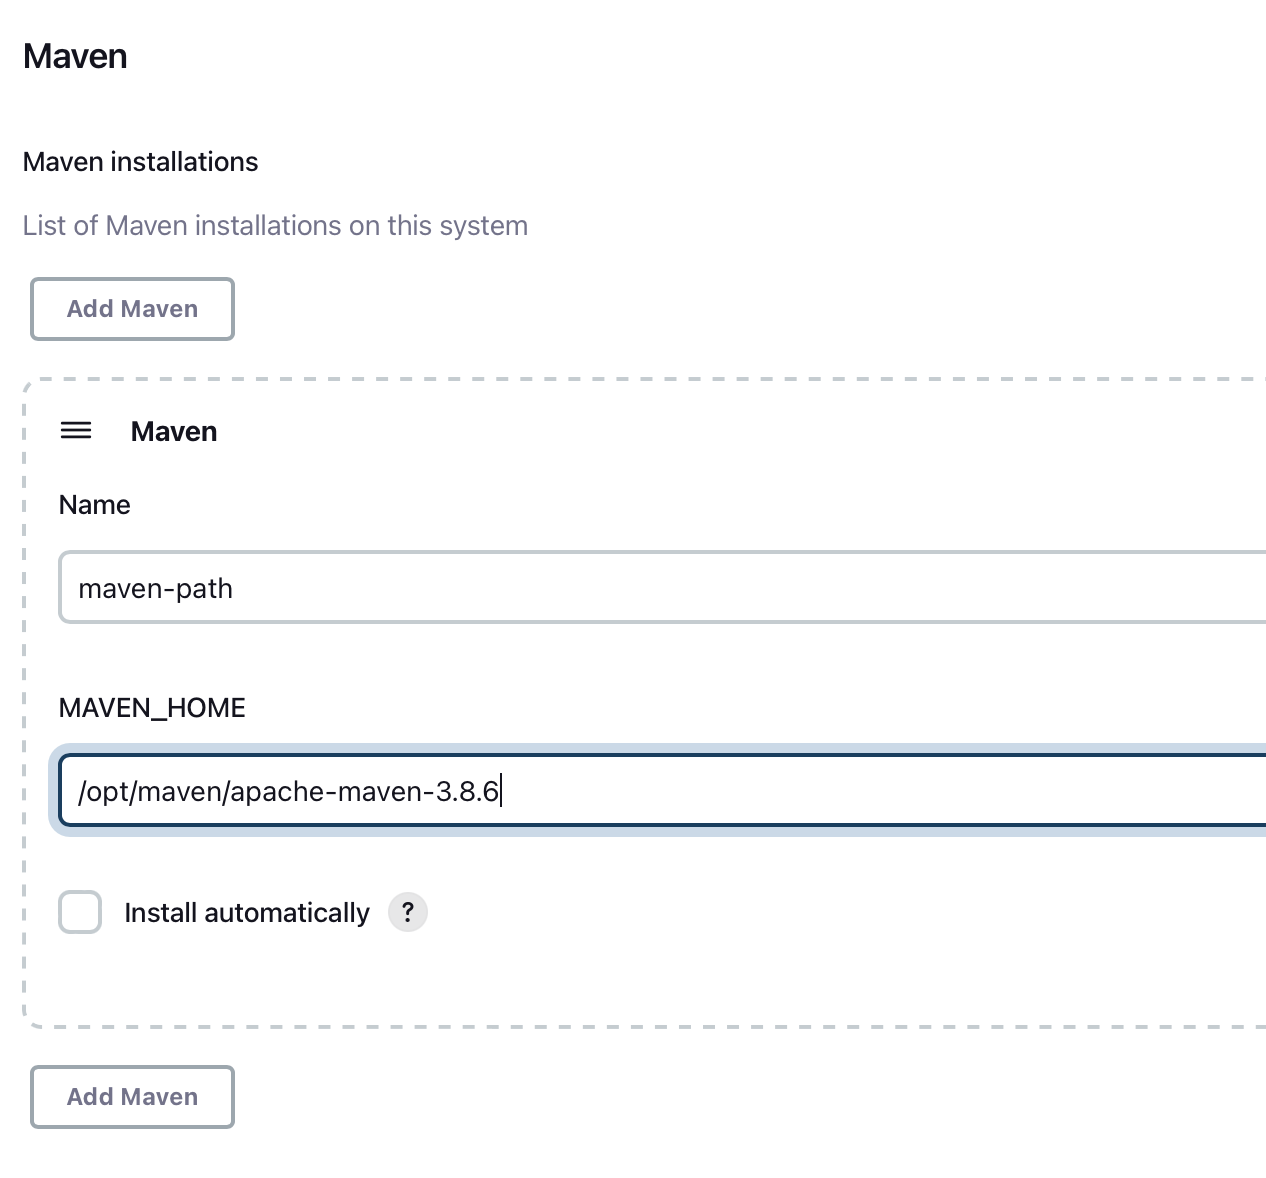 Maven
Maven installations
List of Maven installations on this system
Add Maven
Maven
Name
maven-path
MAVEN_HOME
/opt/maven/apache-maven-3.8.6
Install automatically ?
Add Maven